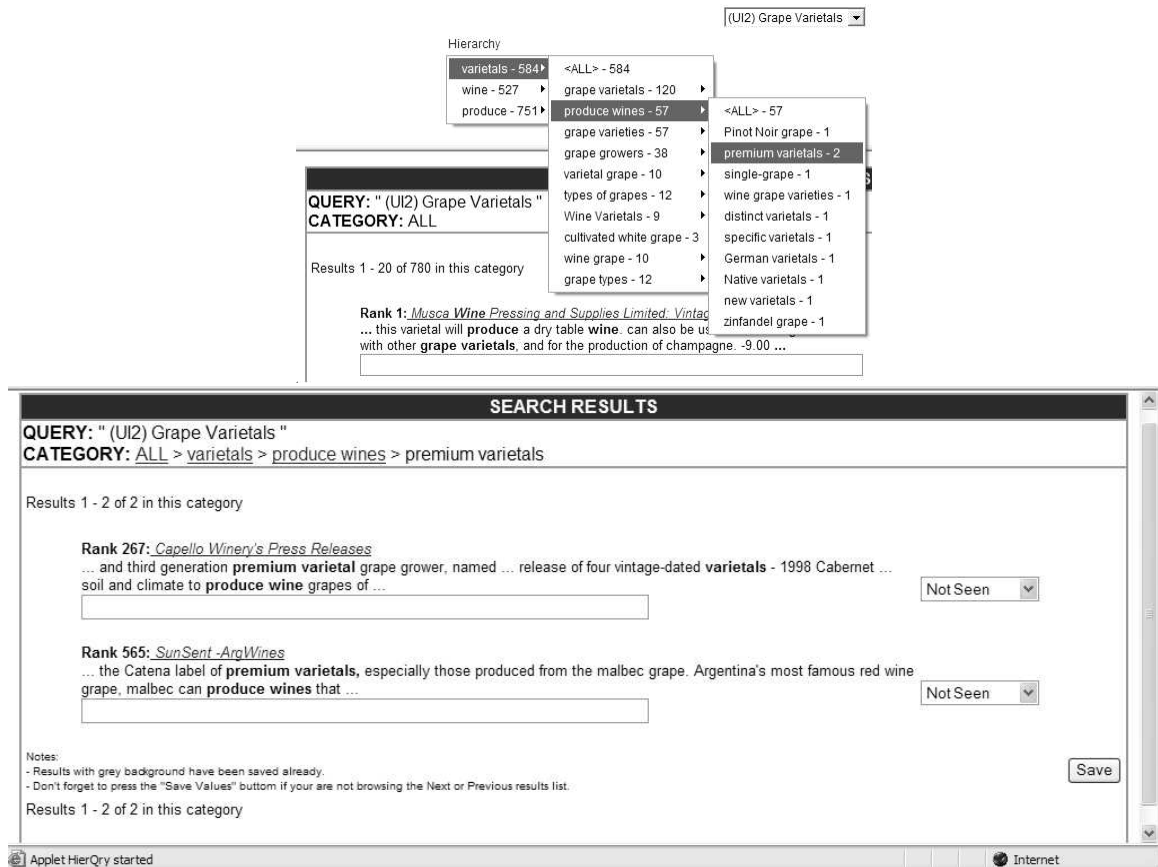 (UI2) Grape Varietals
Hierarchy
varietals - 584
wine - 527
produce - 751
<ALL> - 584
grape varietals - 120
produce wines - 57
grape varieties - 57
grape growers - 38
varietal grape - 10
types of grapes - 12
Wine Varietals - 9
cultivated white grape - 3
wine grape - 10
grape types - 12
<ALL> - 57
Pinot Noir grape - 1
premium varietals - 2
single-grape - 1
wine grape varieties - 1
distinct varietals - 1
specific varietals - 1
German varietals - 1
Native varietals - 1
new varietals - 1
zinfandel grape - 1
QUERY: " (UI2) Grape Varietals "
CATEGORY: ALL
Results 1 - 20 of 780 in this category
Rank 1: Musca Wine Pressing and Supplies Limited: Vintag
... this varietal will produce a dry table wine. can also be us
with other grape varietals, and for the production of champagne. -9.00 ...
SEARCH RESULTS
QUERY: " (UI2) Grape Varietals "
CATEGORY: ALL > varietals > produce wines > premium varietals
Results 1 - 2 of 2 in this category
Rank 267: Capello Winery's Press Releases
... and third generation premium varietal grape grower, named ... release of four vintage-dated varietals - 1998 Cabernet ...
soil and climate to produce wine grapes of ...
Not Seen
Rank 565: SunSent -ArgWines
... the Catena label of premium varietals, especially those produced from the malbec grape. Argentina's most famous red wine
grape, malbec can produce wines that ...
Not Seen
Notes:
- Results with grey background have been saved already.
- Don't forget to press the "Save Values" buttom if your are not browsing the Next or Previous results list.
Save
Results 1 - 2 of 2 in this category
Applet HierQry started
Internet